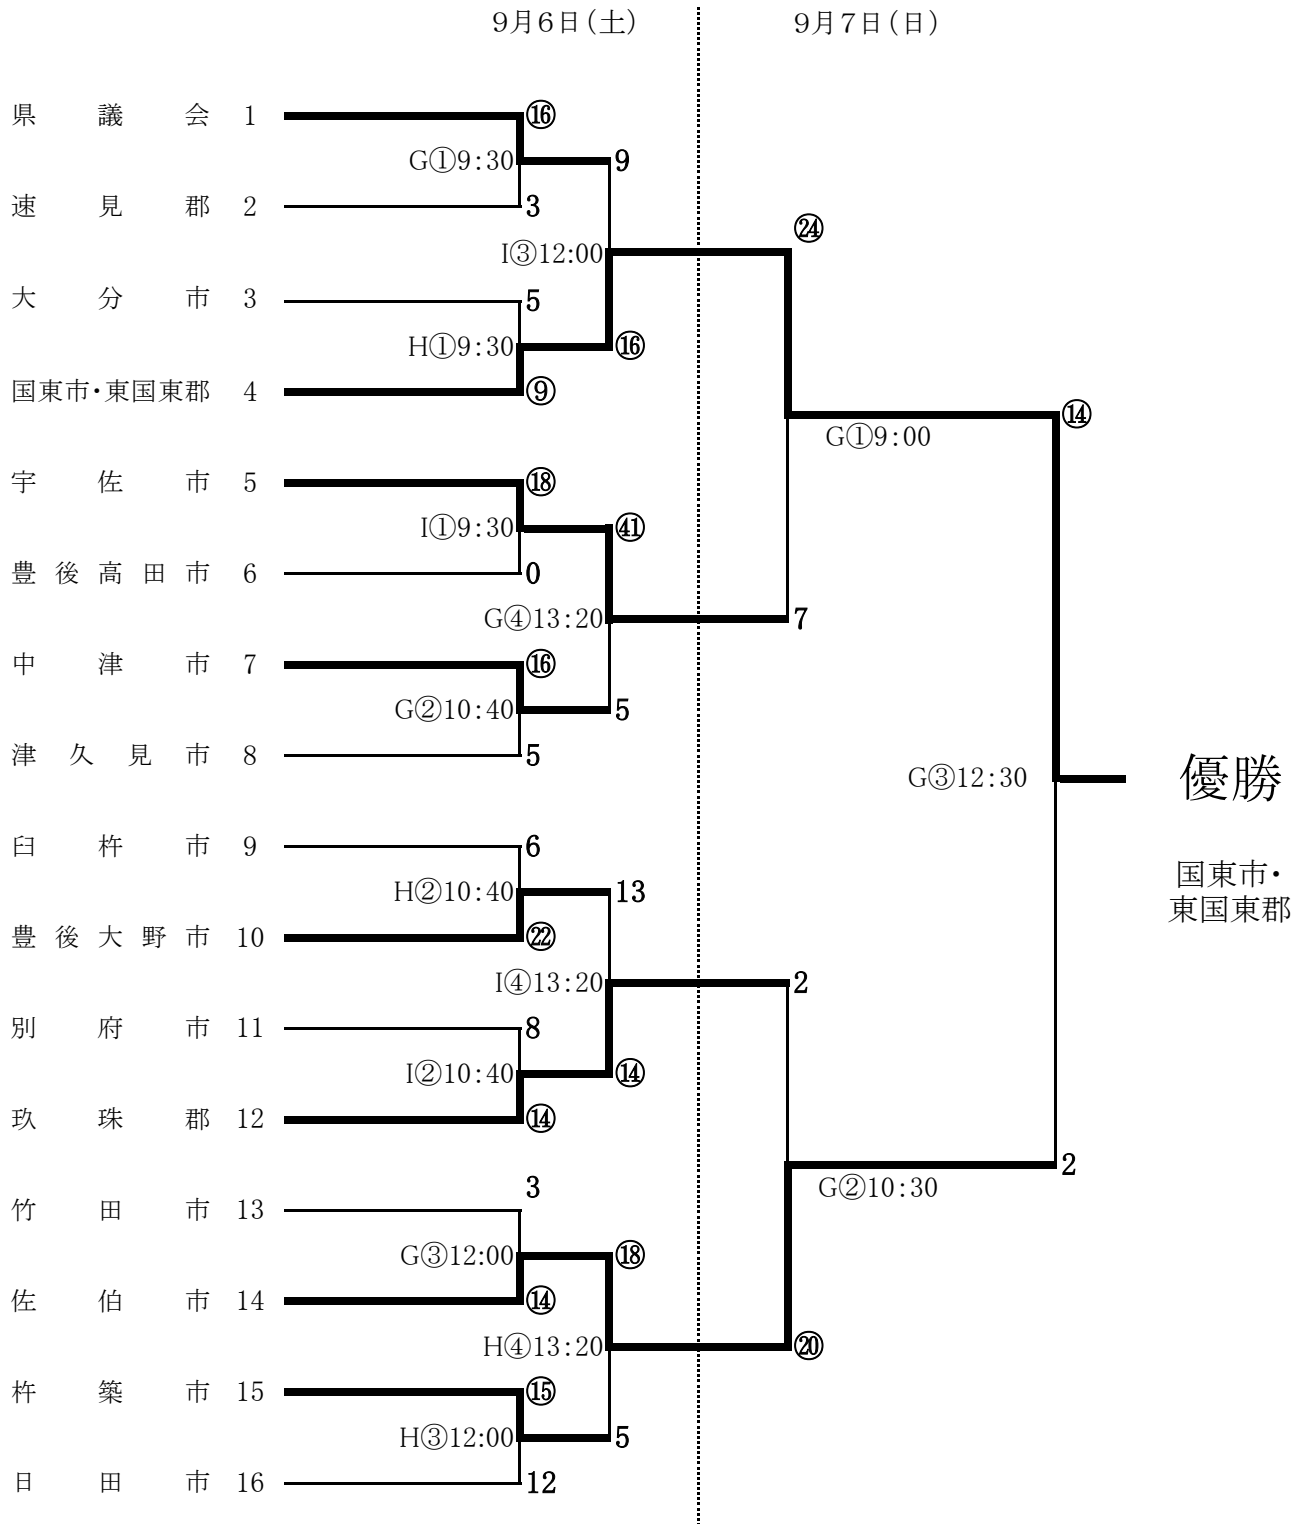 9月6日(土) 9月7日(日)
県議会 1 ⑯
G①9:30 9
速見郡 2 3
㉔
I③12:00
大分市 3 5
H①9:30 ⑯
国東市・東国東郡 4 ⑨
G①9:00 ⑭
宇佐市 5 ⑱
I①9:30 ㊶
豊後高田市 6 0
G④13:20 7
中津市 7 ⑯
G②10:40 5
津久見市 8 5
G③12:30 優勝
臼杵市 9 6
国東市・
東国東郡
H②10:40 13
豊後大野市 10 ㉒
I④13:20 2
別府市 11 8
I②10:40 ⑭
玖珠郡 12 ⑭
2
G②10:30
竹田市 13 3
G③12:00 ⑱
佐伯市 14 ⑭
H④13:20 ⑳
杵築市 15 ⑮
H③12:00 5
日田市 16 12